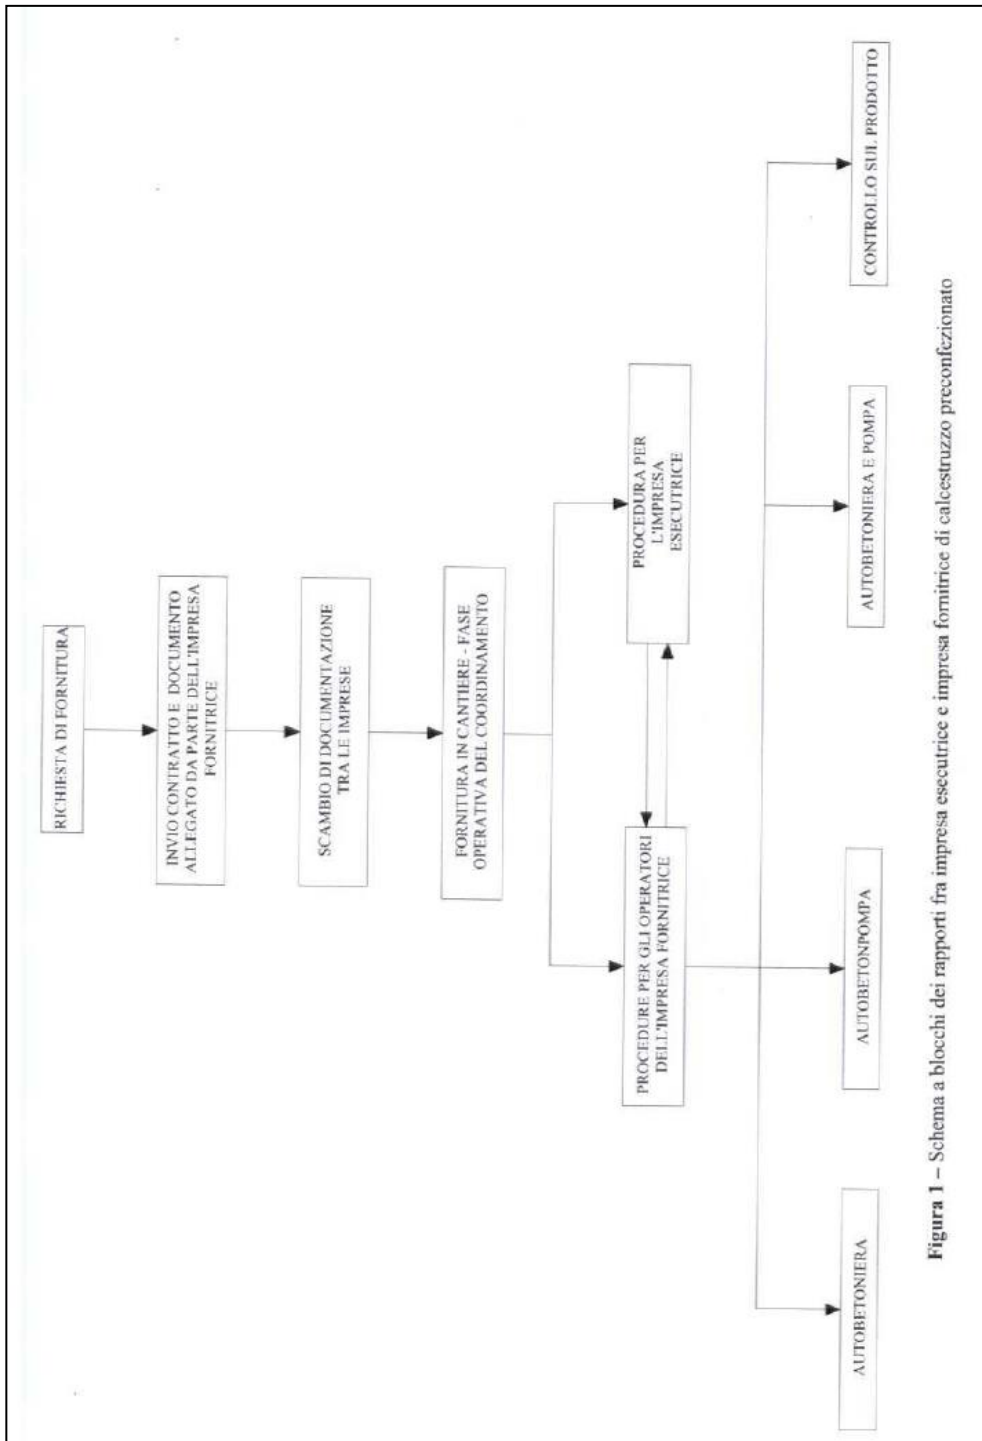 RICHIESTA DI FORNITURA
INVIO CONTRATTO E DOCUMENTO
ALLEGATO DA PARTE DELL'IMPRESA
FORNITRICE
SCAMBIO DI DOCUMENTAZIONE
TRA LE IMPRESE
FORNITURA IN CANTIERE - FASE
OPERATIVA DEL COORDINAMENTO
PROCEDURE PER GLI OPERATORI
DELL'IMPRESA FORNITRICE
PROCEDURA PER
L'IMPRESA
ESECUTRICE
AUTOBETONIERA
AUTOBETONPOMPA
AUTOBETONIERA E POMPA
CONTROLLO SUL PRODOTTO
Figura 1 – Schema a blocchi dei rapporti fra impresa esecutrice e impresa fornitrice di calcestruzzo preconfezionato